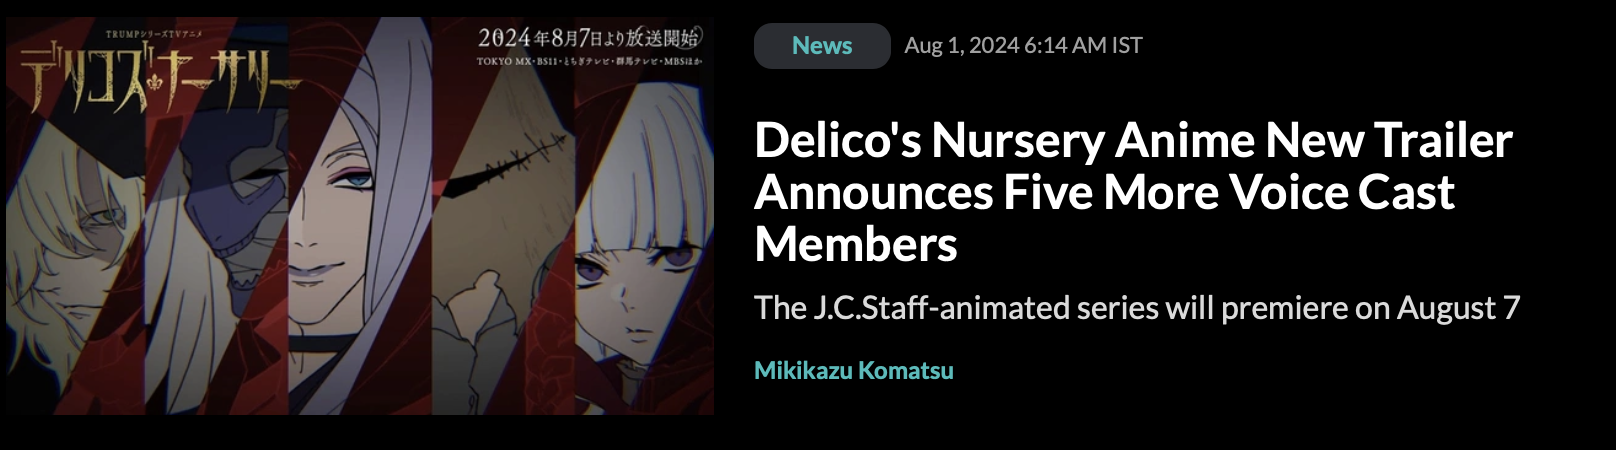 TRUMPシリーズTVアニメ
デリコズ・ナーサリー
2024年8月7日より放送開始
TOKYO MX・BS11・とちぎテレビ・群馬テレビ・MBSほか
News
Aug 1, 2024 6:14 AM IST
Delico's Nursery Anime New Trailer
Announces Five More Voice Cast
Members
The J.C.Staff-animated series will premiere on August 7
Mikikazu Komatsu